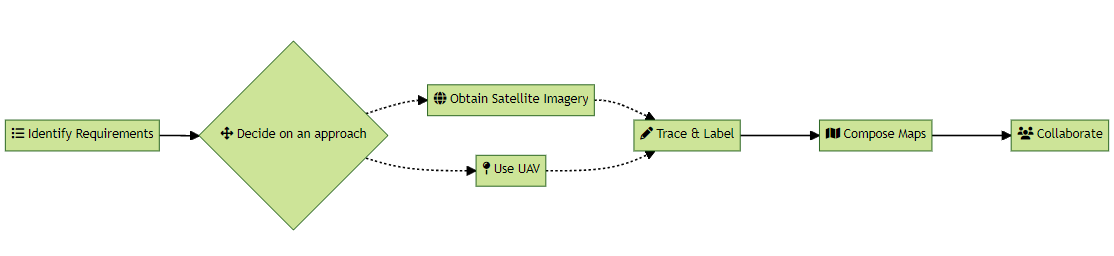 Identify Requirements
Decide on an approach
Obtain Satellite Imagery
Use UAV
Trace & Label
Compose Maps
Collaborate